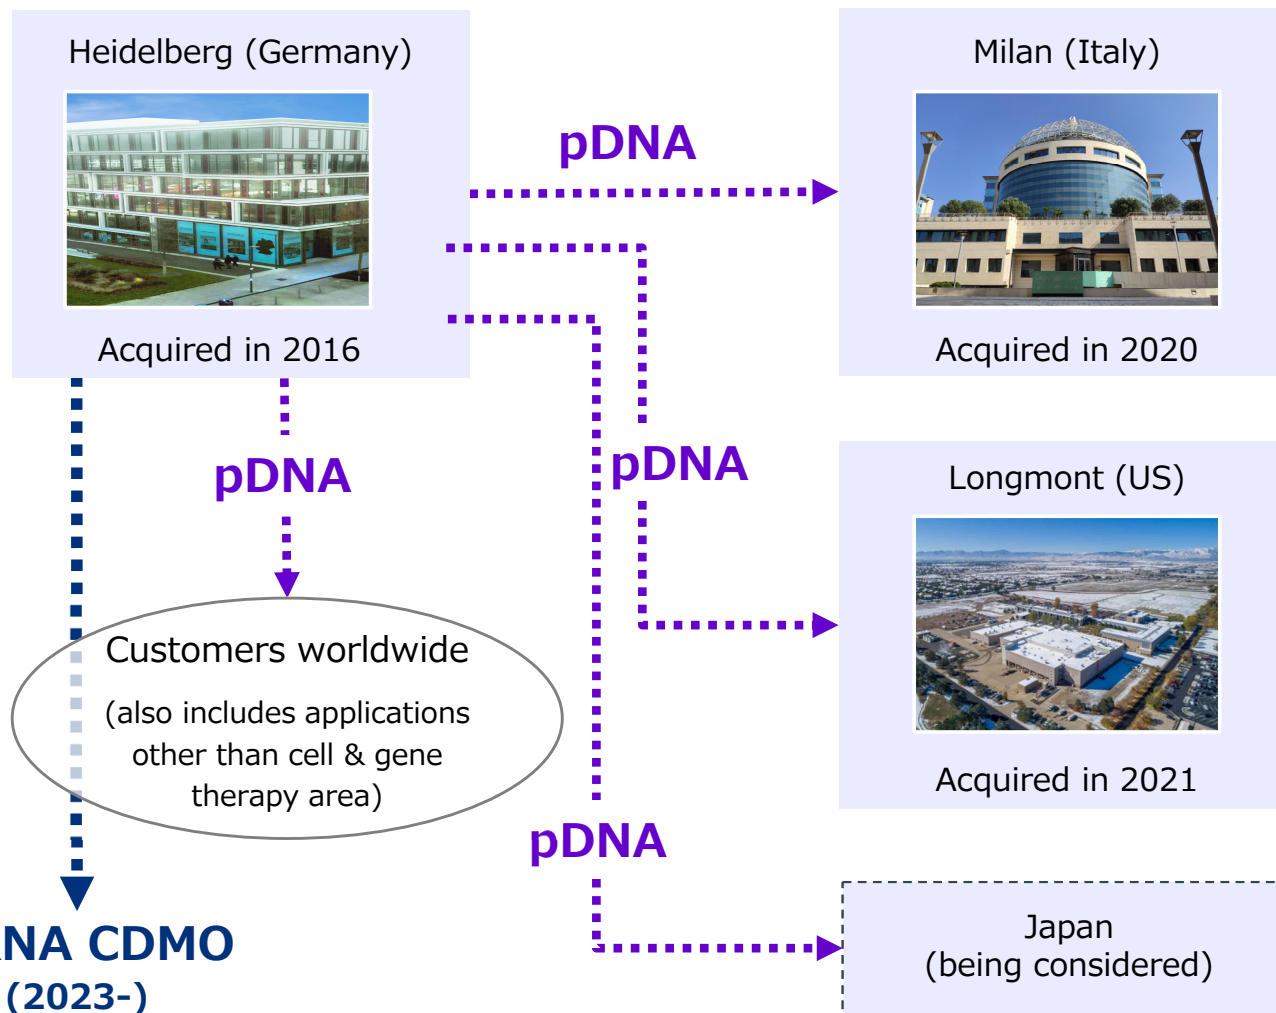 Heidelberg (Germany)
Acquired in 2016
pDNA
Milan (Italy)
Acquired in 2020
pDNA
pDNA
Longmont (US)
Acquired in 2021
Customers worldwide
(also includes applications
other than cell & gene
therapy area)
pDNA
CDMO
(2023-)
Japan
(being considered)